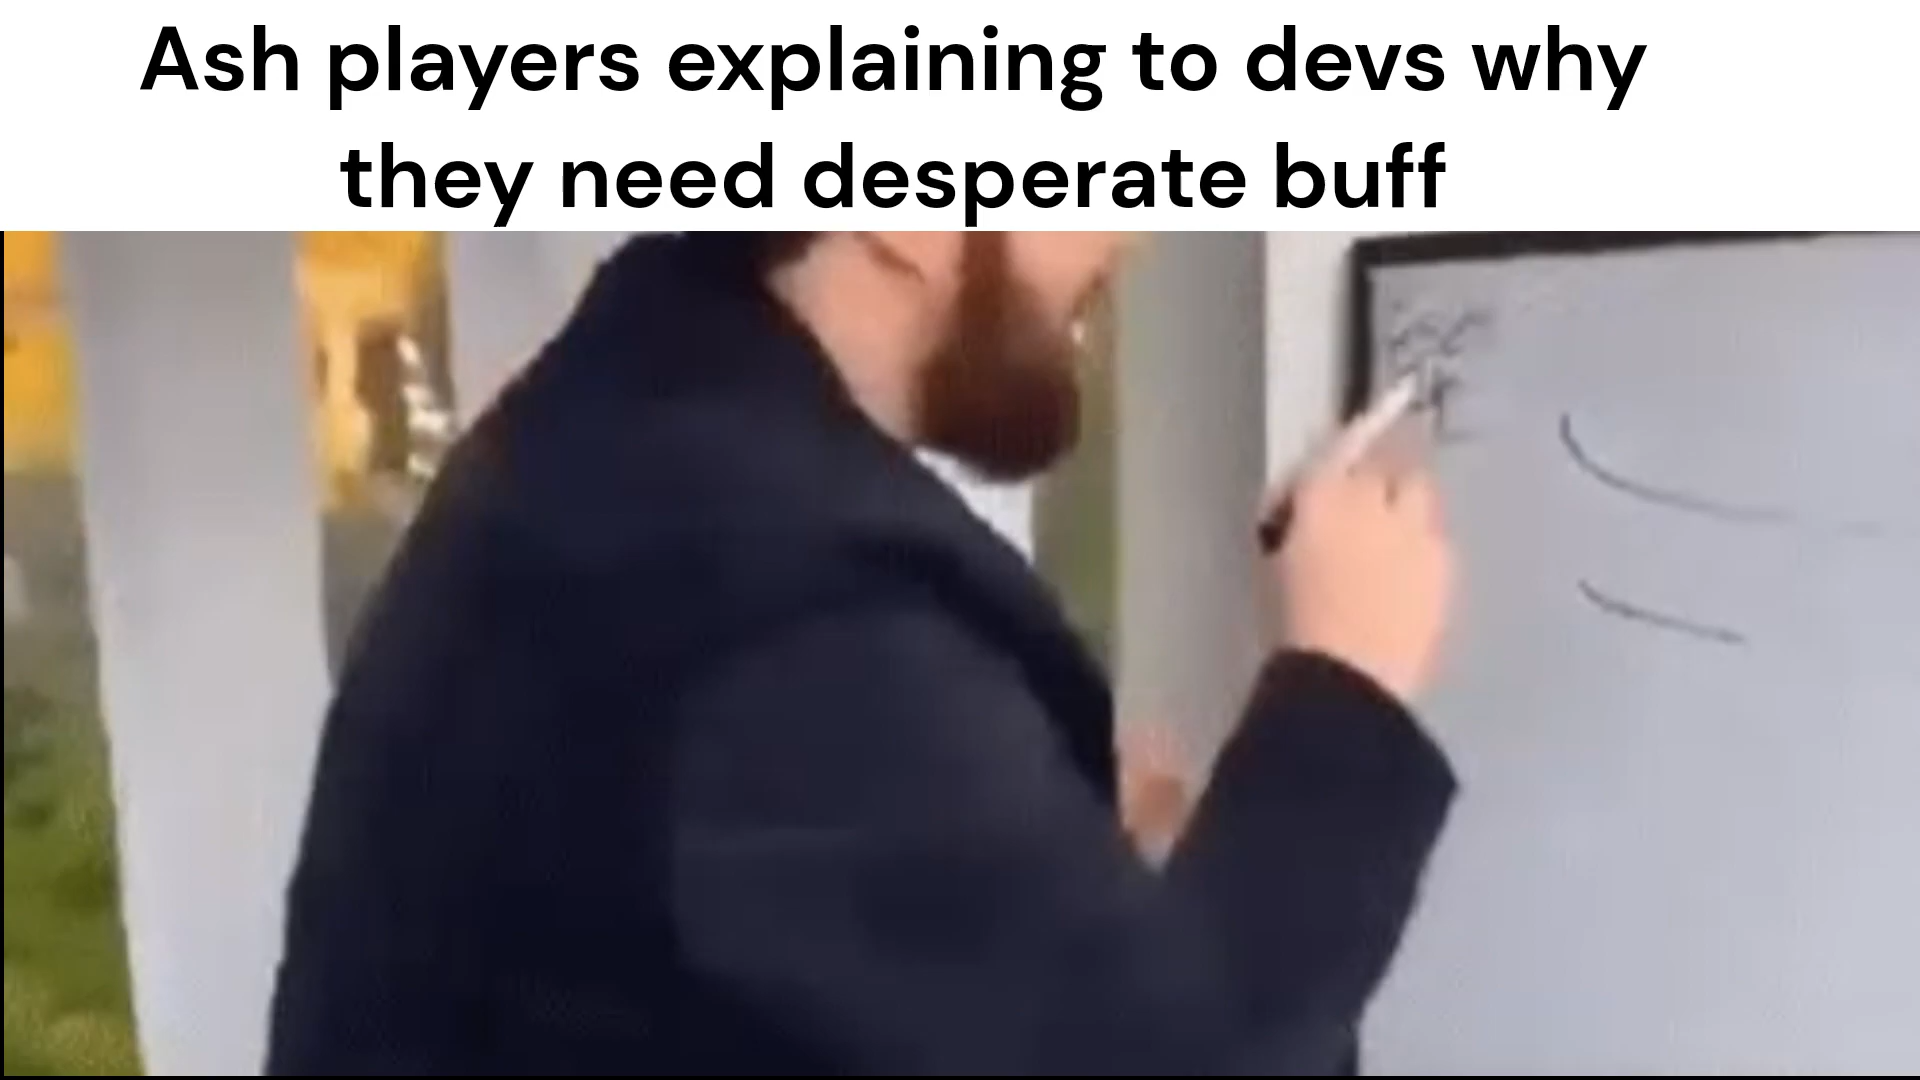 Ash players explaining to devs why
they need desperate buff